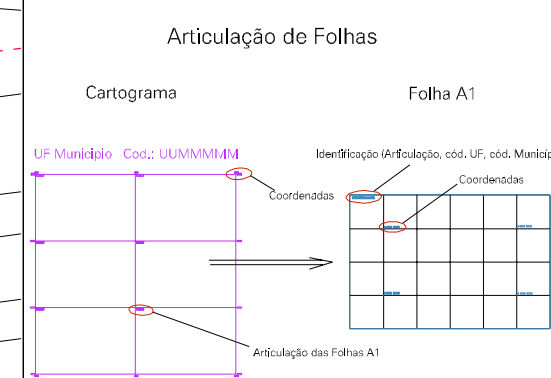 Articulação de Folhas
Cartograma
Folha A1
UF Municipio Cod.: UUMMMMM
Identificação (Articulação, cód. UF, cód. Municíp
Coordenadas
Coordenadas
Articulação das Folhas A1